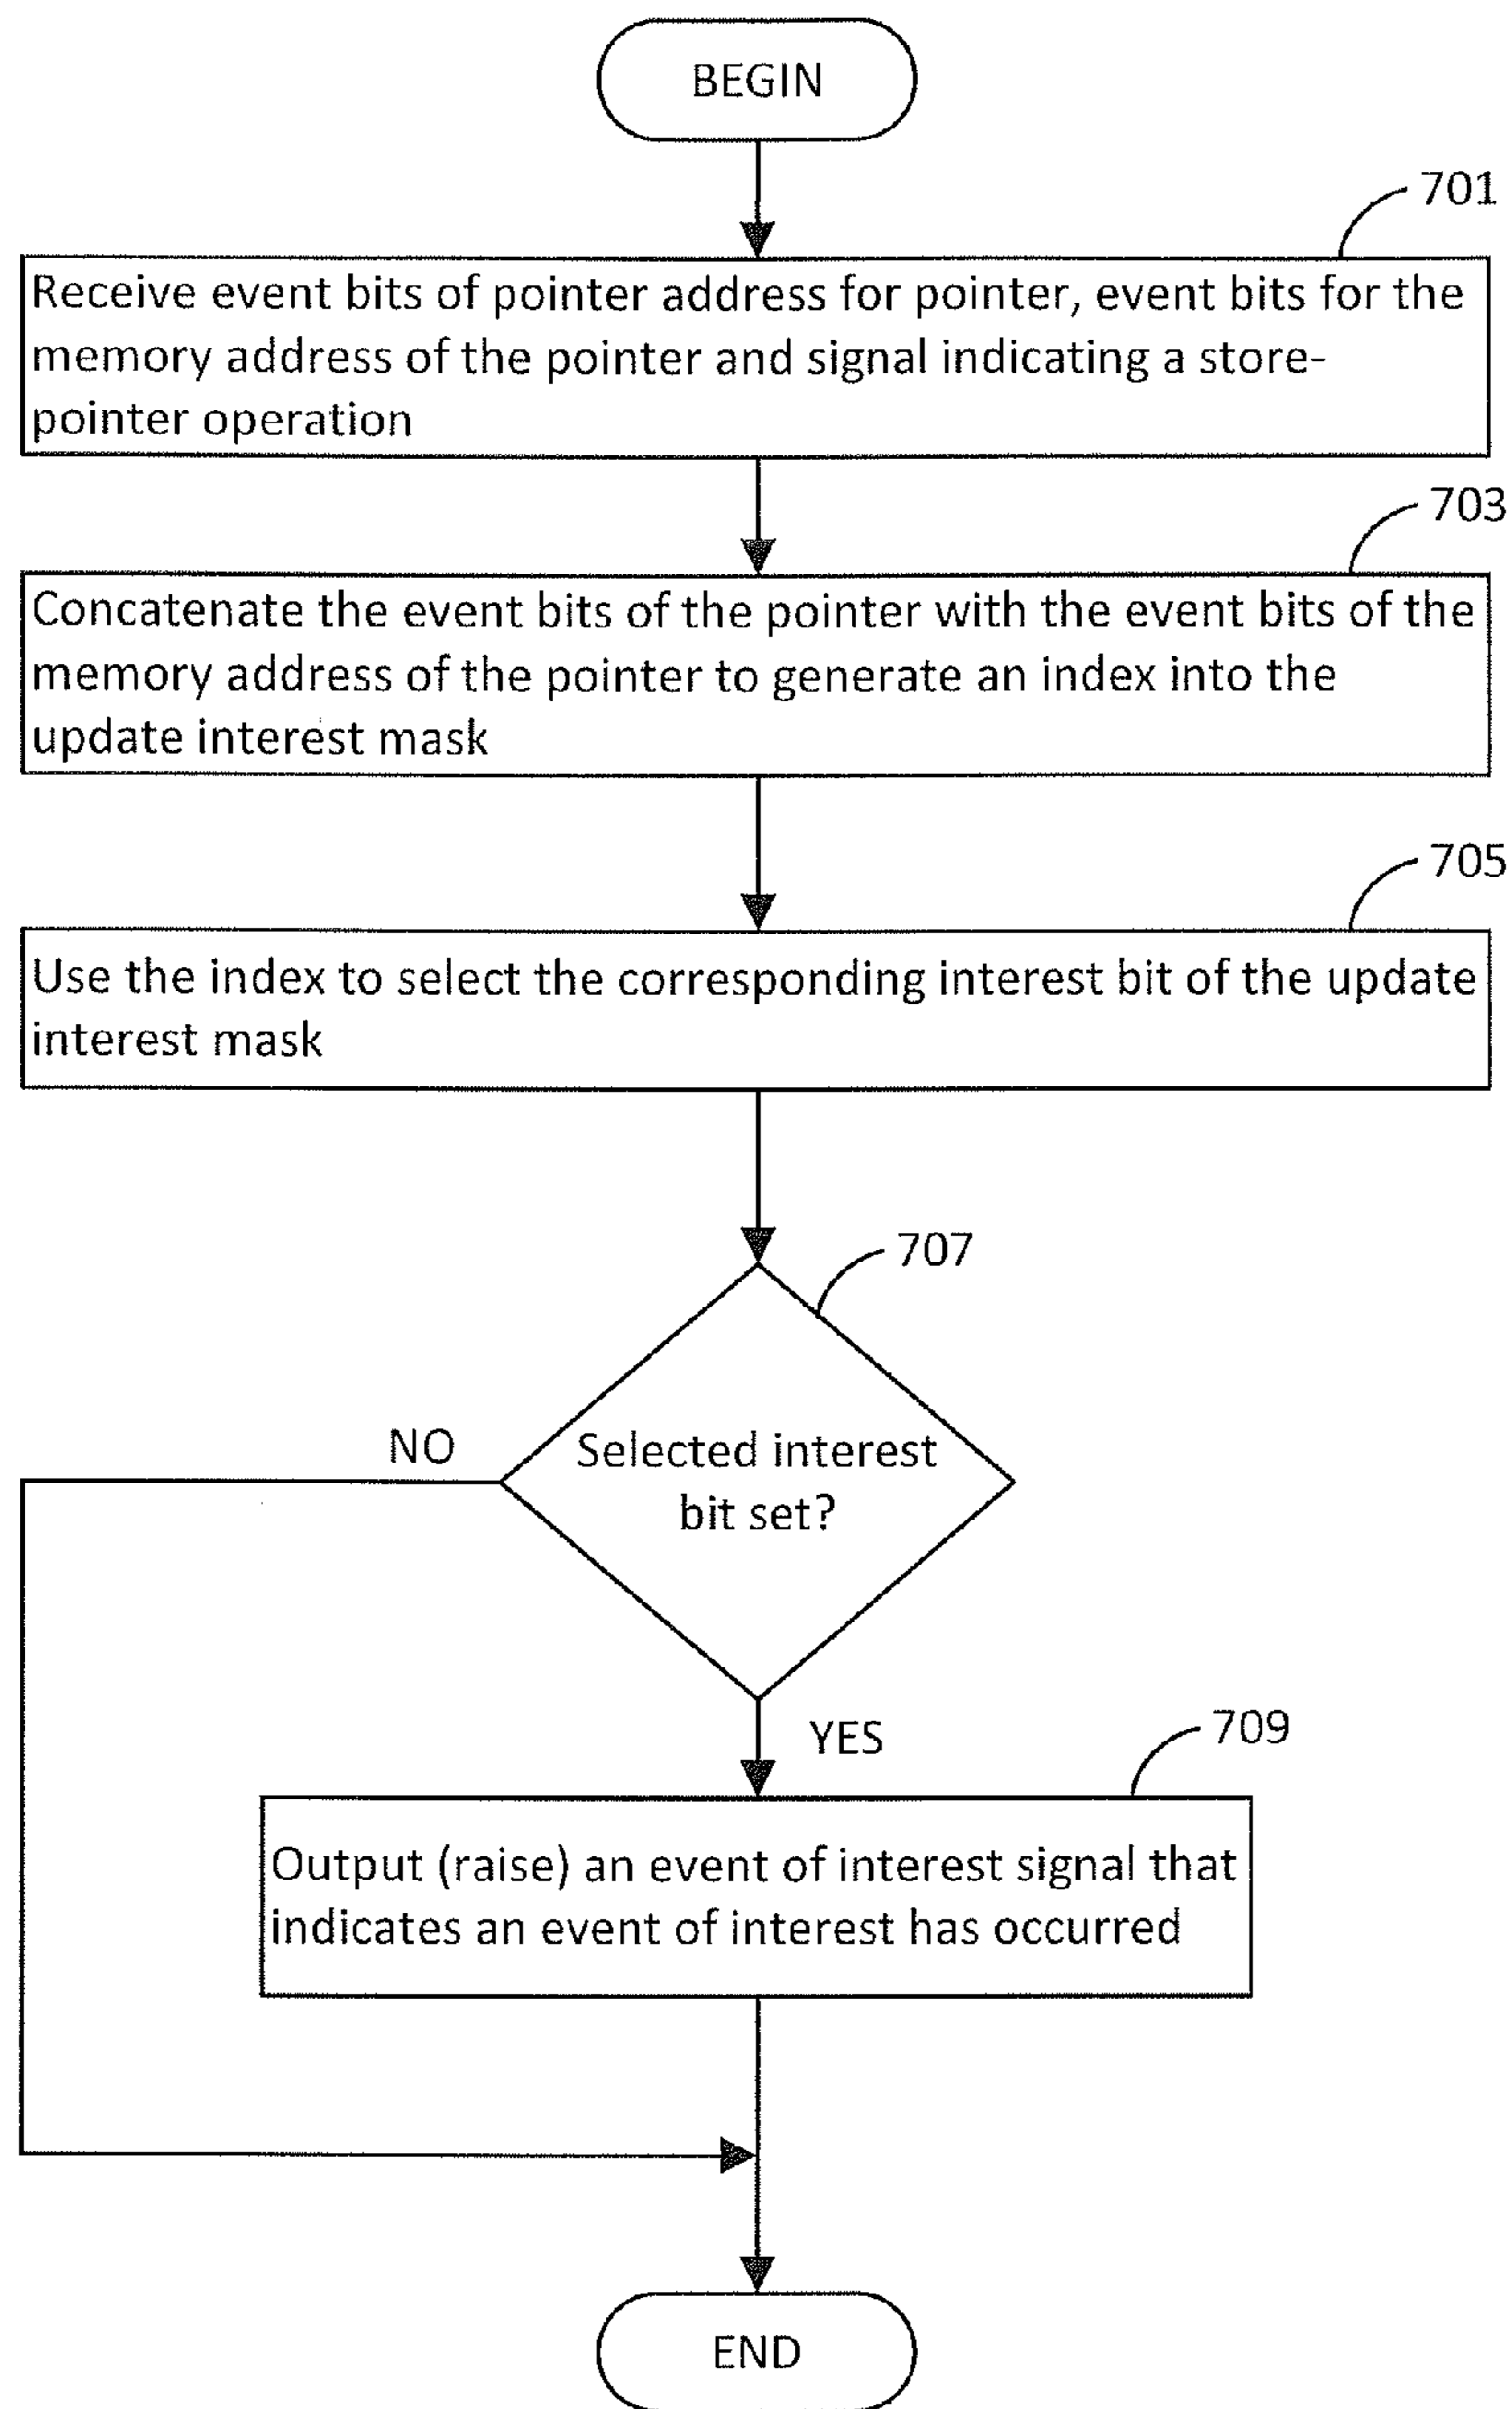 BEGIN
701
Receive event bits of pointer address for pointer, event bits for the
memory address of the pointer and signal indicating a store-
pointer operation
703
Concatenate the event bits of the pointer with the event bits of the
memory address of the pointer to generate an index into the
update interest mask
705
Use the index to select the corresponding interest bit of the update
interest mask
707
NO
Selected interest
bit set?
YES
709
Output (raise) an event of interest signal that
indicates an event of interest has occurred
END